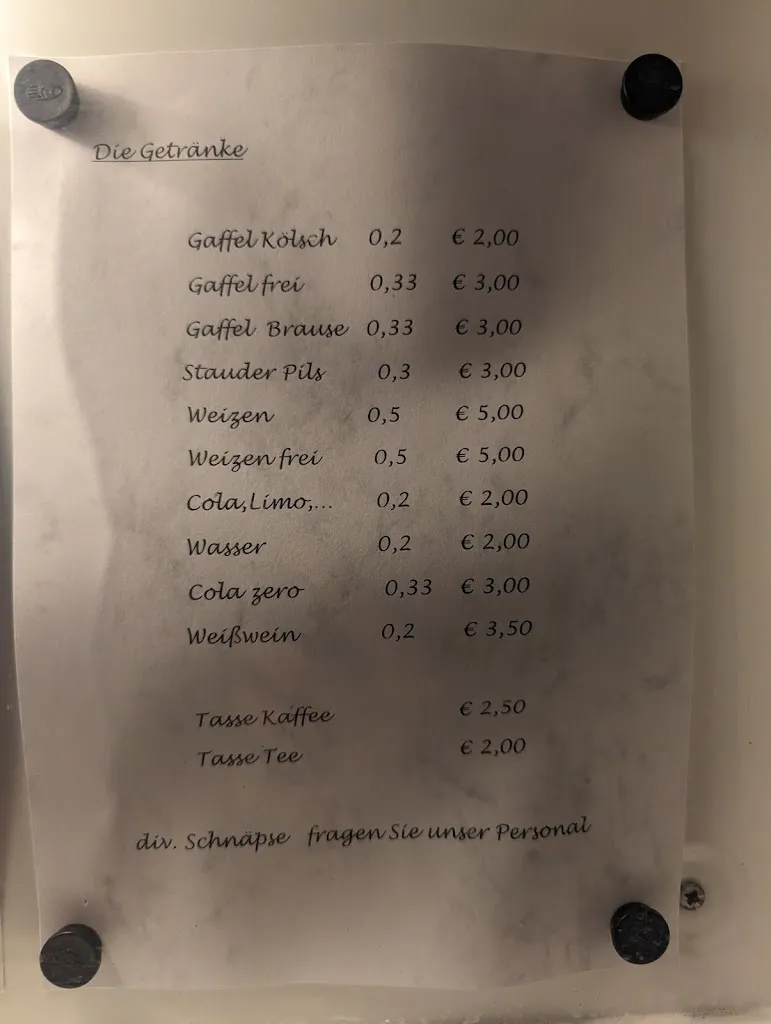 Die Getränke
Gaffel Kölsch 0,2 € 2,00
Gaffel frei 0,33 € 3,00
Gaffel Brause 0,33 € 3,00
Stauder Pils 0,3 € 3,00
Weizen 0,5 € 5,00
Weizen frei 0,5 € 5,00
Cola,Limo,... 0,2 € 2,00
Wasser 0,2 € 2,00
Cola zero 0,33 € 3,00
Weißwein 0,2 € 3,50
Tasse Kaffee € 2,50
Tasse Tee € 2,00
div. Schnäpse fragen Sie unser Personal